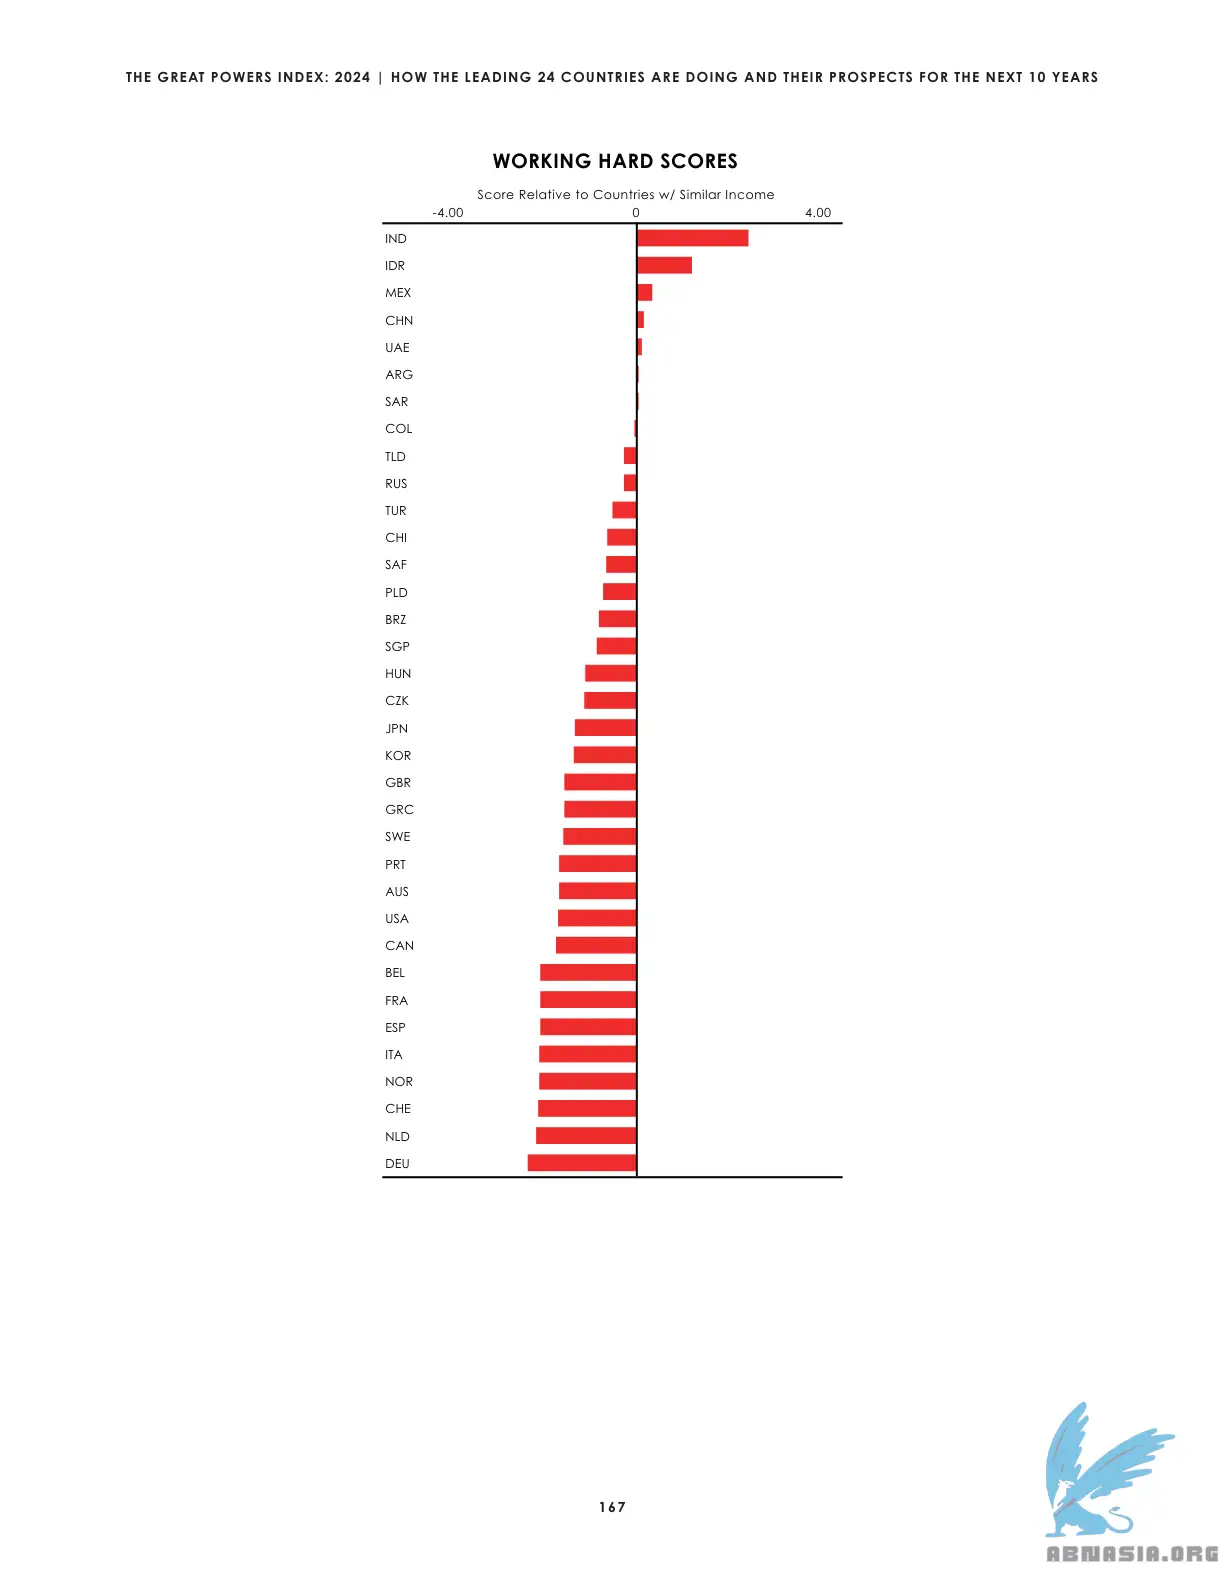 THE GREAT POWERS INDEX: 2024 | HOW THE LEADING 24 COUNTRIES ARE DOING AND THEIR PROSPECTS FOR THE NEXT 10 YEARS
WORKING HARD SCORES
Score Relative to Countries w/ Similar Income
-4.00 0 4.00
IND
IDR
MEX
CHN
UAE
ARG
SAR
COL
TLD
RUS
TUR
CHI
SAF
PLD
BRZ
SGP
HUN
CZK
JPN
KOR
GBR
GRC
SWE
PRT
AUS
USA
CAN
BEL
FRA
ESP
ITA
NOR
CHE
NLD
DEU
167
ABNASIA.ORG